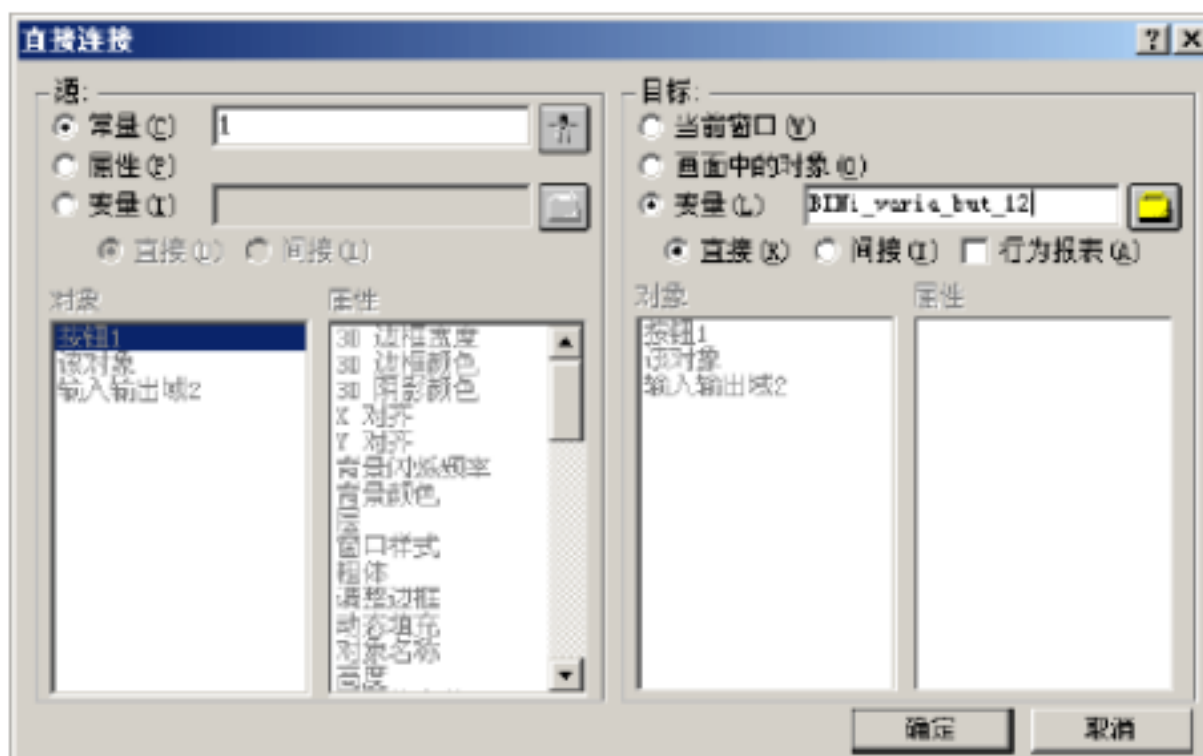 直接连接
源:
常量(C) 1
属性(P)
变量(I)
直接(D) 间接(I)
对象
属性
按钮1
该对象
输入输出域2
3D 边框宽度
3D 边框颜色
3D 阴影颜色
X 对齐
Y 对齐
背景闪烁频率
背景颜色
层
窗口样式
粗体
调整边框
动态填充
对象名称
高度
目标:
当前窗口(V)
画面中的对象(O)
变量(L) BINi_varia_but_12
直接(R) 间接(I) 行为报表(A)
对象
属性
按钮1
该对象
输入输出域2
确定
取消